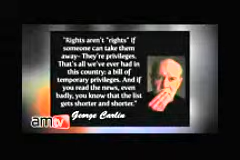 "Rights aren't "rights" if
someone can take them
away- They're privileges.
That's all we've ever had in
this country: a bill of
temporary privileges. And if
you read the news, even
badly, you know that the list
gets shorter and shorter."
George Carlin
amtv